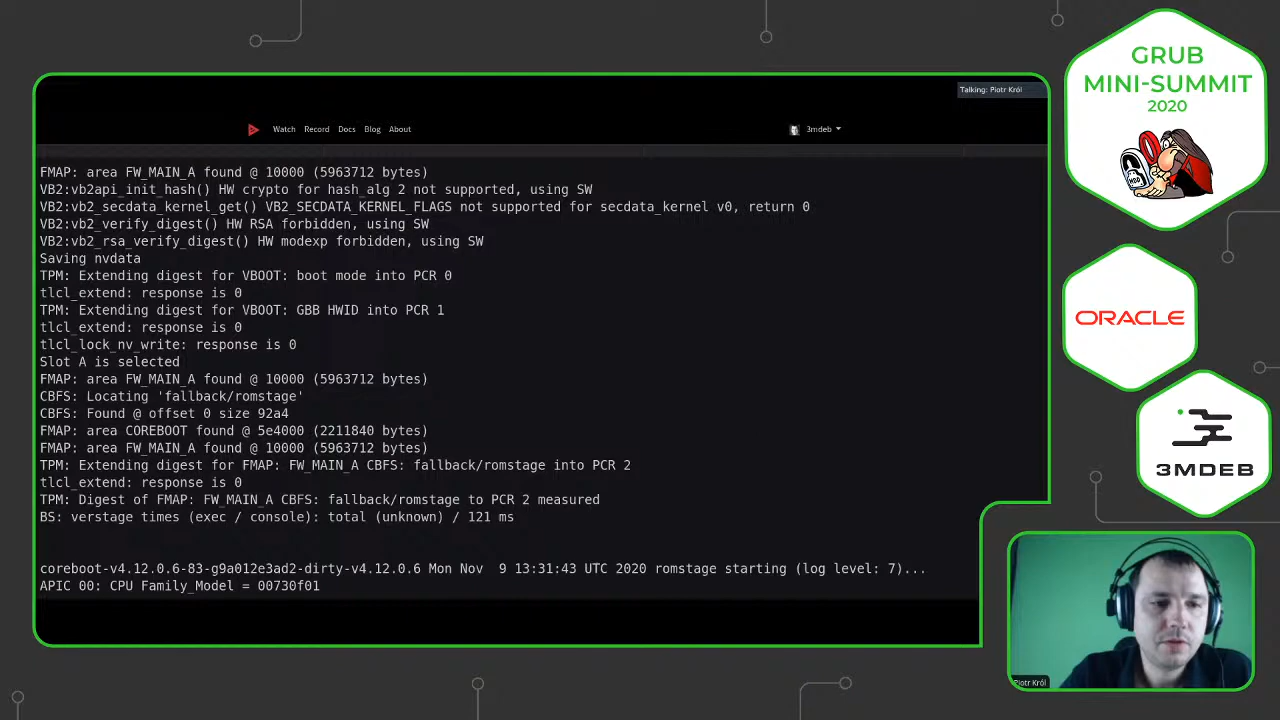 Talking: Piotr Król
Watch Record Docs Blog About
3mdeb
FMAP: area FW_MAIN_A found @ 10000 (5963712 bytes)
VB2:vb2api_init_hash() HW crypto for hash_alg 2 not supported, using SW
VB2:vb2_secdata_kernel_get() VB2_SECDATA_KERNEL_FLAGS not supported for secdata_kernel v0, return 0
VB2:vb2_verify_digest() HW RSA forbidden, using SW
VB2:vb2_rsa_verify_digest() HW modexp forbidden, using SW
Saving nvdata
TPM: Extending digest for VBOOT: boot mode into PCR 0
tlcl_extend: response is 0
TPM: Extending digest for VBOOT: GBB HWID into PCR 1
tlcl_extend: response is 0
tlcl_lock_nv_write: response is 0
Slot A is selected
FMAP: area FW_MAIN_A found @ 10000 (5963712 bytes)
CBFS: Locating 'fallback/romstage'
CBFS: Found @ offset 0 size 92a4
FMAP: area COREBOOT found @ 5e4000 (2211840 bytes)
FMAP: area FW_MAIN_A found @ 10000 (5963712 bytes)
TPM: Extending digest for FMAP: FW_MAIN_A CBFS: fallback/romstage into PCR 2
tlcl_extend: response is 0
TPM: Digest of FMAP: FW_MAIN_A CBFS: fallback/romstage to PCR 2 measured
BS: verstage times (exec / console): total (unknown) / 121 ms
coreboot-v4.12.0.6-83-g9a012e3ad2-dirty-v4.12.0.6 Mon Nov  9 13:31:43 UTC 2020 romstage starting (log level: 7)...
APIC 00: CPU Family_Model = 00730f01
GRUB
MINI-SUMMIT
2020
ORACLE
3MDEB
Piotr Król